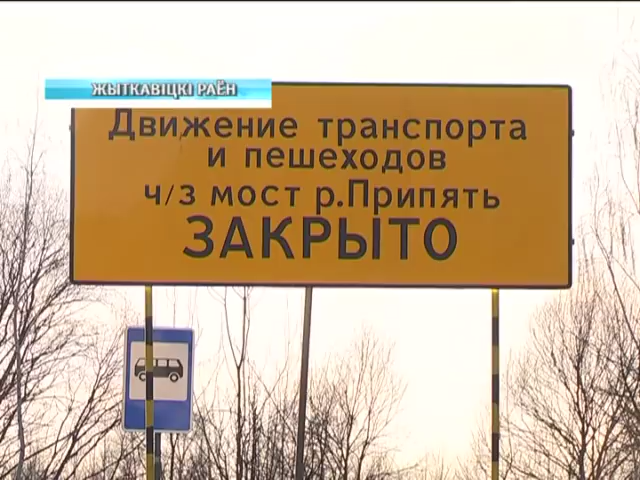 ЖЫТКАВІЦКІ РАЁН
Движение транспорта
и пешеходов
ч/з мост р.Припять
ЗАКРЫТО